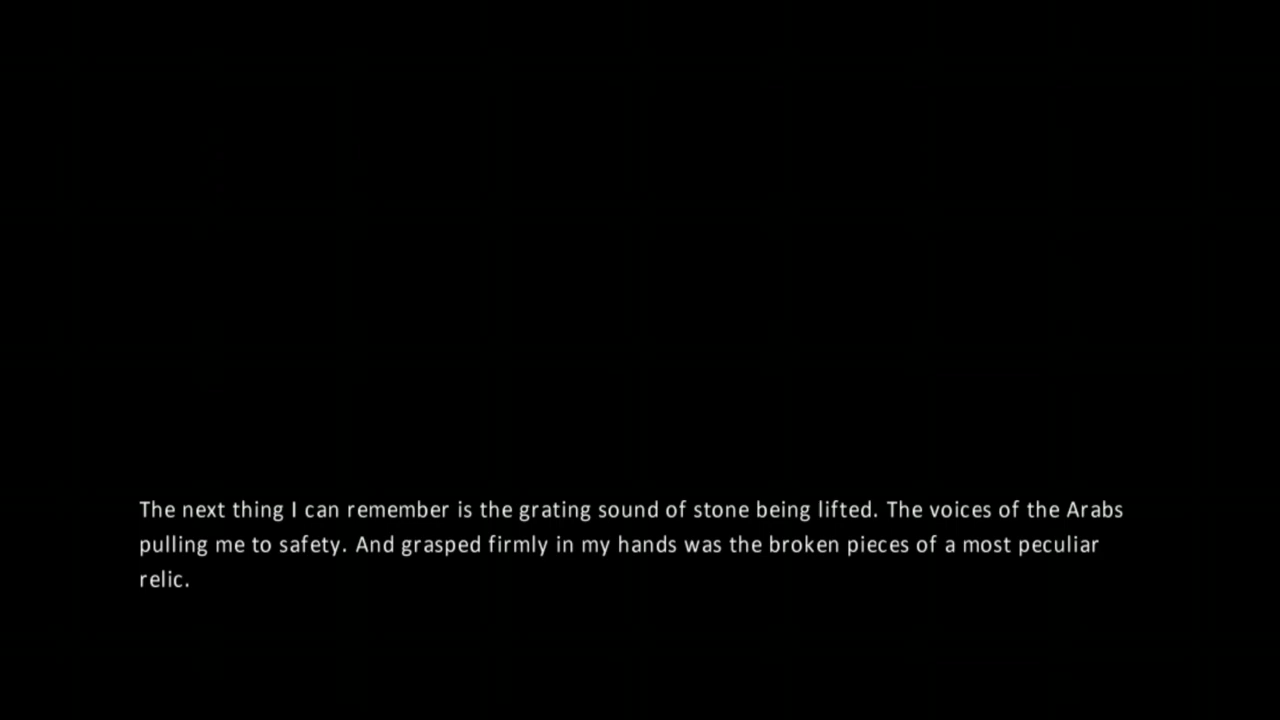 The next thing I can remember is the grating sound of stone being lifted. The voices of the Arabs
pulling me to safety. And grasped firmly in my hands was the broken pieces of a most peculiar
relic.